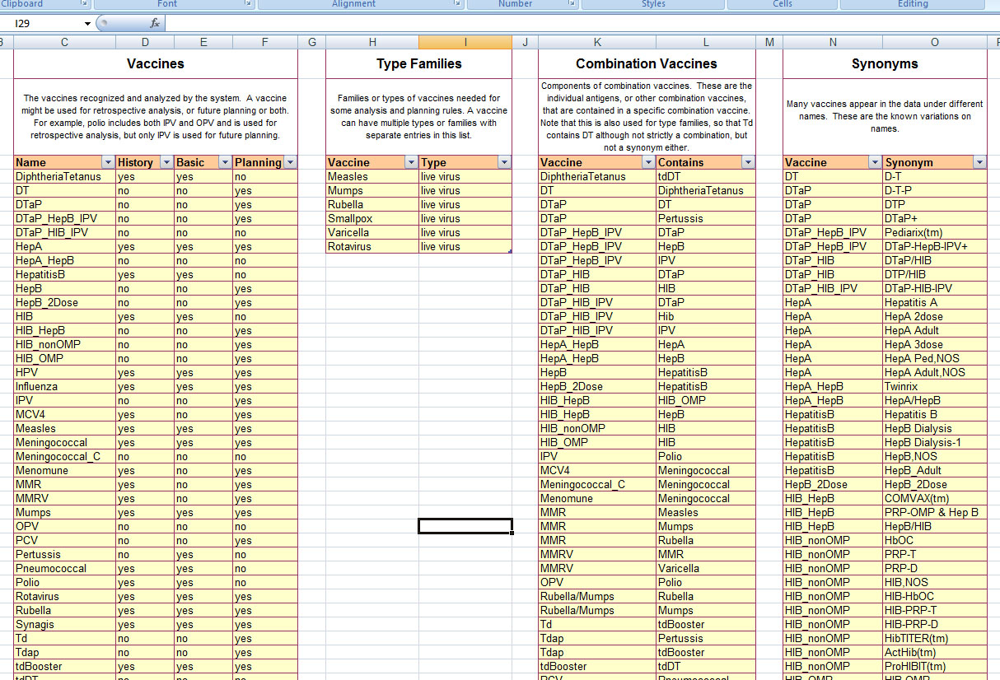 Clipboard Font Alignment Number Styles Cells Editing
I29 fx
C D E F G H I J K L M N O
Vaccines
The vaccines recognized and analyzed by the system. A vaccine
might be used for retrospective analysis, or future planning or both.
For example, polio includes both IPV and OPV and is used for
retrospective analysis, but only IPV is used for future planning.
Name History Basic Planning
DiphtheriaTetanus yes yes no
DT no no yes
DTaP no no yes
DTaP_HepB_IPV no no yes
DTaP_HIB_IPV no no no
HepA yes yes yes
HepA_HepB no no no
HepatitisB yes yes no
HepB no no yes
HepB_2Dose no no yes
HIB yes yes no
HIB_HepB no no yes
HIB_nonOMP no no yes
HIB_OMP no no yes
HPV yes yes yes
Influenza yes yes yes
IPV no no yes
MCV4 yes no yes
Measles yes yes yes
Meningococcal yes yes yes
Meningococcal_C no no no
Menomune yes no yes
MMR yes no yes
MMRV yes no yes
Mumps yes yes yes
OPV no no no
PCV no no yes
Pertussis no yes no
Pneumococcal yes yes no
Polio yes yes no
Rotavirus yes yes yes
Rubella yes yes yes
Synagis yes yes yes
Td no no yes
Tdap no no yes
tdBooster yes yes yes
Type Families
Families or types of vaccines needed for
some analysis and planning rules. A vaccine
can have multiple types or families with
separate entries in this list.
Vaccine Type
Measles live virus
Mumps live virus
Rubella live virus
Smallpox live virus
Varicella live virus
Rotavirus live virus
Combination Vaccines
Components of combination vaccines. These are the
individual antigens, or other combination vaccines,
that are contained in a specific combination vaccine.
Note that this is also used for type families, so that Td
contains DT although not strictly a combination, but
not a synonym either.
Vaccine Contains
DiphtheriaTetanus tdDT
DT DiphtheriaTetanus
DTaP DT
DTaP Pertussis
DTaP_HepB_IPV DTaP
DTaP_HepB_IPV HepB
DTaP_HepB_IPV IPV
DTaP_HIB DTaP
DTaP_HIB HIB
DTaP_HIB_IPV DTaP
DTaP_HIB_IPV Hib
DTaP_HIB_IPV IPV
HepA_HepB HepA
HepA_HepB HepB
HepB HepatitisB
HepB_2Dose HepatitisB
HIB_HepB HIB_OMP
HIB_HepB HepB
HIB_nonOMP HIB
HIB_OMP HIB
IPV Polio
MCV4 Meningococcal
Meningococcal_C Meningococcal
Menomune Meningococcal
MMR Measles
MMR Mumps
MMR Rubella
MMRV MMR
MMRV Varicella
OPV Polio
Rubella/Mumps Rubella
Rubella/Mumps Mumps
Td tdBooster
Tdap Pertussis
Tdap tdBooster
tdBooster tdDT
Synonyms
Many vaccines appear in the data under different
names. These are the known variations on
names.
Vaccine Synonym
DT D-T
DTaP D-T-P
DTaP DTP
DTaP DTaP+
DTaP_HepB_IPV Pediarix(tm)
DTaP_HepB_IPV DTaP-HepB-IPV+
DTaP_HIB DTaP/HIB
DTaP_HIB DTP/HIB
DTaP_HIB_IPV DTaP-HIB-IPV
HepA Hepatitis A
HepA HepA 2dose
HepA HepA Adult
HepA HepA 3dose
HepA HepA Ped,NOS
HepA HepA Adult,NOS
HepA_HepB Twinrix
HepA_HepB HepA/HepB
HepatitisB Hepatitis B
HepatitisB HepB Dialysis
HepatitisB HepB Dialysis-1
HepatitisB HepB,NOS
HepatitisB HepB_Adult
HepB_2Dose HepB_2Dose
HIB_HepB COMVAX(tm)
HIB_HepB PRP-OMP & Hep B
HIB_HepB HepB/HIB
HIB_nonOMP HbOC
HIB_nonOMP PRP-T
HIB_nonOMP PRP-D
HIB_nonOMP HIB,NOS
HIB_nonOMP HIB-HbOC
HIB_nonOMP HIB-PRP-T
HIB_nonOMP HIB-PRP-D
HIB_nonOMP HibTITER(tm)
HIB_nonOMP ActHib(tm)
HIB_nonOMP ProHIBIT(tm)